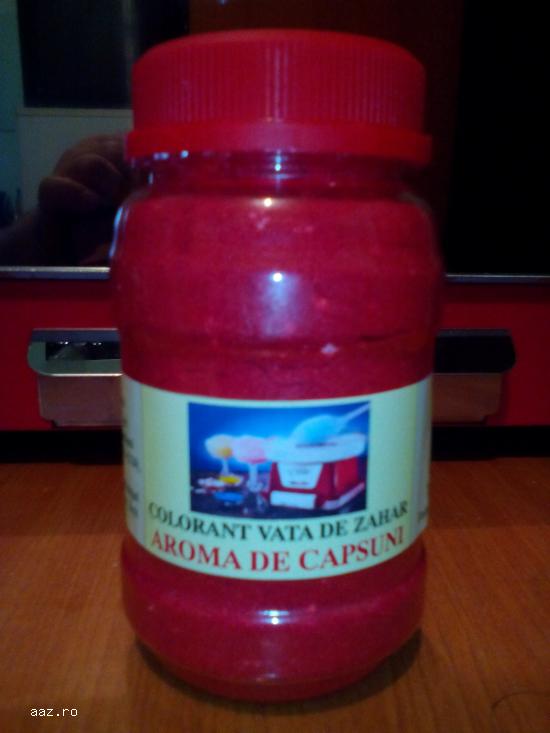 COLORANT VATA DE ZAHAR
AROMA DE CAPSUNI
aaz.ro